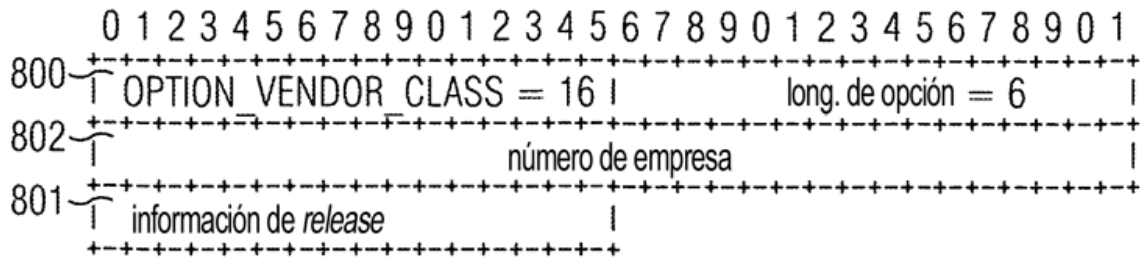 0 1 2 3 4 5 6 7 8 9 0 1 2 3 4 5 6 7 8 9 0 1 2 3 4 5 6 7 8 9 0 1
+-+-+-+-+-+-+-+-+-+-+-+-+-+-+-+-+-+-+-+-+-+-+-+-+-+-+-+-+-+-+-+-+
800 | OPTION_VENDOR_CLASS = 16 | long. de opción = 6 |
+-+-+-+-+-+-+-+-+-+-+-+-+-+-+-+-+-+-+-+-+-+-+-+-+-+-+-+-+-+-+-+-+
802 | número de empresa |
+-+-+-+-+-+-+-+-+-+-+-+-+-+-+-+-+-+-+-+-+-+-+-+-+-+-+-+-+-+-+-+-+
801 | información de release |
+-+-+-+-+-+-+-+-+-+-+-+-+-+-+-+-+